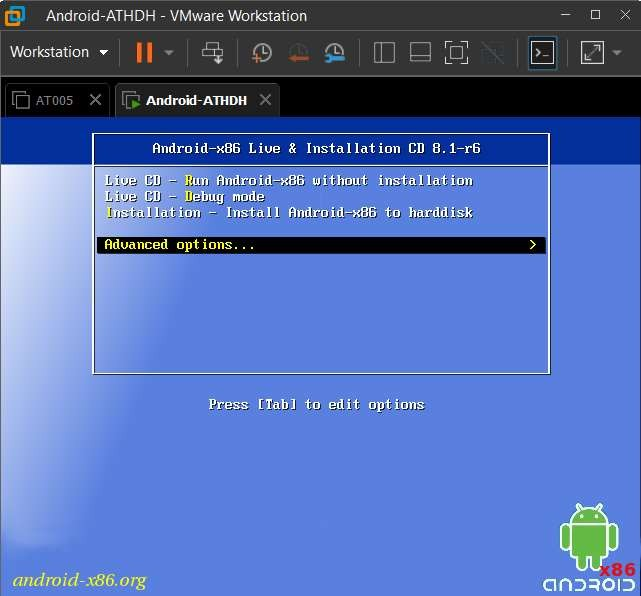 Android-ATHDH - VMware Workstation
Workstation
AT005
Android-ATHDH
Android-x86 Live & Installation CD 8.1-r6
Live CD - Run Android-x86 without installation
Live CD - Debug mode
Installation - Install Android-x86 to harddisk
Advanced options... >
Press [Tab] to edit options
android-x86.org
x86
android